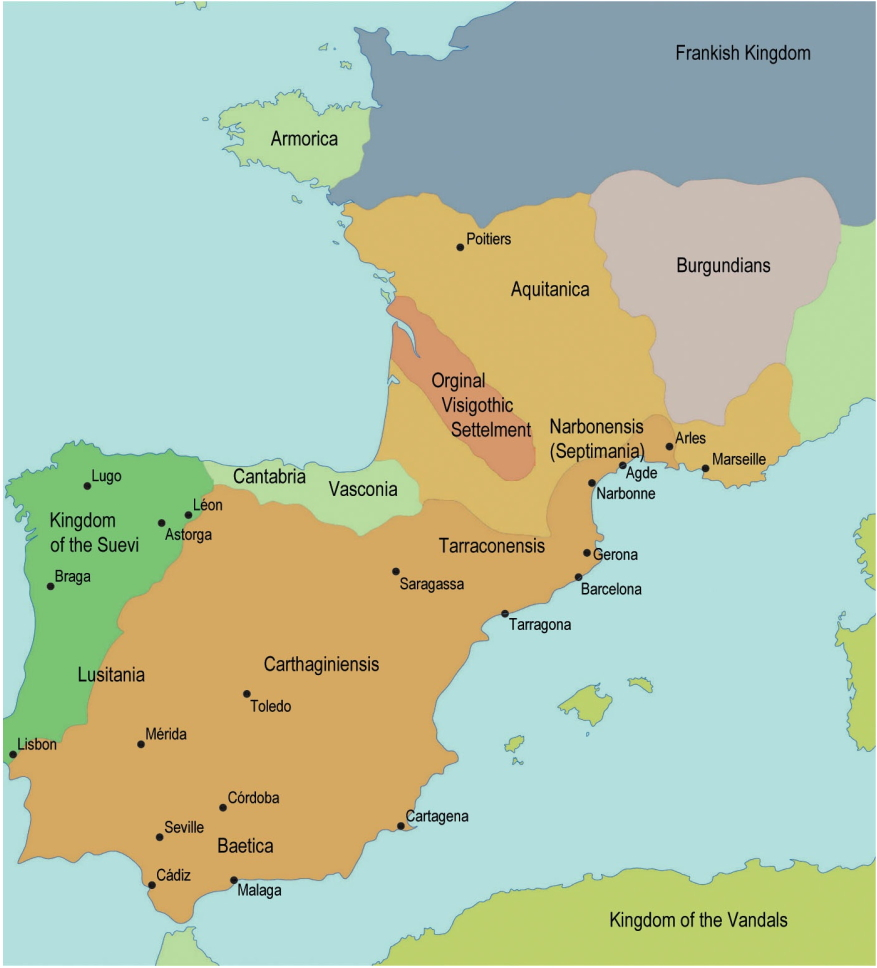 Frankish Kingdom
Armorica
Poitiers
Burgundians
Aquitanica
Orginal
Visigothic
Settelment
Narbonensis
(Septimania)
Arles
Marseille
Agde
Narbonne
Cantabria
Vasconia
Lugo
Léon
Kingdom
of the Suevi
Astorga
Tarraconensis
Gerona
Braga
Saragassa
Barcelona
Tarragona
Carthaginiensis
Lusitania
Toledo
Mérida
Lisbon
Córdoba
Cartagena
Seville
Baetica
Cádiz
Malaga
Kingdom of the Vandals